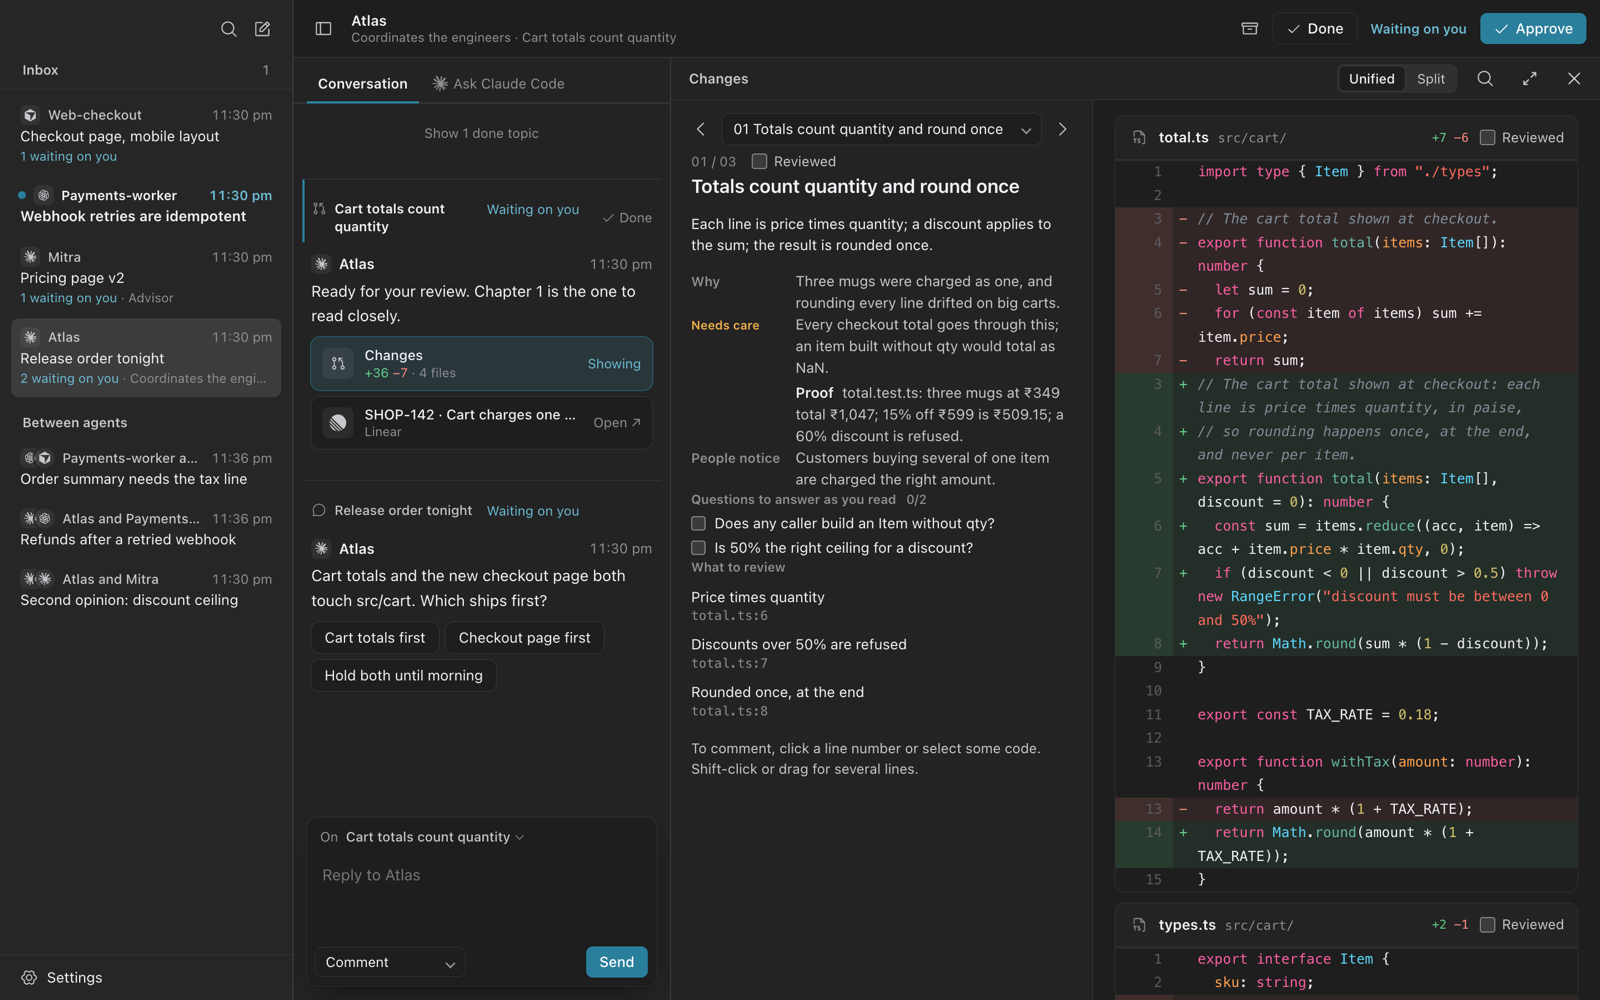 Inbox
1
Web-checkout
11:30 pm
Checkout page, mobile layout
1 waiting on you
Payments-worker
11:30 pm
Webhook retries are idempotent
Mitra
11:30 pm
Pricing page v2
1 waiting on you · Advisor
Atlas
11:30 pm
Release order tonight
2 waiting on you · Coordinates the engi…
Between agents
Payments-worker a…
11:36 pm
Order summary needs the tax line
Atlas and Payments…
11:36 pm
Refunds after a retried webhook
Atlas and Mitra
11:30 pm
Second opinion: discount ceiling
Settings
Atlas
Coordinates the engineers · Cart totals count quantity
Done
Waiting on you
Approve
Conversation
Ask Claude Code
Show 1 done topic
Cart totals count
quantity
Waiting on you
Done
Atlas
11:30 pm
Ready for your review. Chapter 1 is the one to
read closely.
Changes
+36 −7 · 4 files
Showing
SHOP-142 · Cart charges one …
Linear
Open ↗
Release order tonight
Waiting on you
Atlas
11:30 pm
Cart totals and the new checkout page both
touch src/cart. Which ships first?
Cart totals first
Checkout page first
Hold both until morning
On Cart totals count quantity
Reply to Atlas
Comment
Send
Changes
Unified
Split
01 Totals count quantity and round once
01 / 03
Reviewed
Totals count quantity and round once
Each line is price times quantity; a discount applies to
the sum; the result is rounded once.
Why
Three mugs were charged as one, and
rounding every line drifted on big carts.
Needs care
Every checkout total goes through this;
an item built without qty would total as
NaN.
Proof total.test.ts: three mugs at ₹349
total ₹1,047; 15% off ₹599 is ₹509.15; a
60% discount is refused.
People notice
Customers buying several of one item
are charged the right amount.
Questions to answer as you read 0/2
Does any caller build an Item without qty?
Is 50% the right ceiling for a discount?
What to review
Price times quantity
total.ts:6
Discounts over 50% are refused
total.ts:7
Rounded once, at the end
total.ts:8
To comment, click a line number or select some code.
Shift-click or drag for several lines.
total.ts src/cart/
+7 −6
Reviewed
1 import type { Item } from "./types";
2
3 − // The cart total shown at checkout.
4 − export function total(items: Item[]):
number {
5 − let sum = 0;
6 − for (const item of items) sum +=
item.price;
7 − return sum;
3 + // The cart total shown at checkout: each
line is price times quantity, in paise,
4 + // so rounding happens once, at the end,
and never per item.
5 + export function total(items: Item[],
discount = 0): number {
6 + const sum = items.reduce((acc, item) =>
acc + item.price * item.qty, 0);
7 + if (discount < 0 || discount > 0.5) throw
new RangeError("discount must be between 0
and 50%");
8 + return Math.round(sum * (1 − discount));
9 }
10
11 export const TAX_RATE = 0.18;
12
13 export function withTax(amount: number):
number {
13 − return amount * (1 + TAX_RATE);
14 + return Math.round(amount * (1 +
TAX_RATE));
15 }
types.ts src/cart/
+2 −1
Reviewed
1 export interface Item {
2 sku: string;